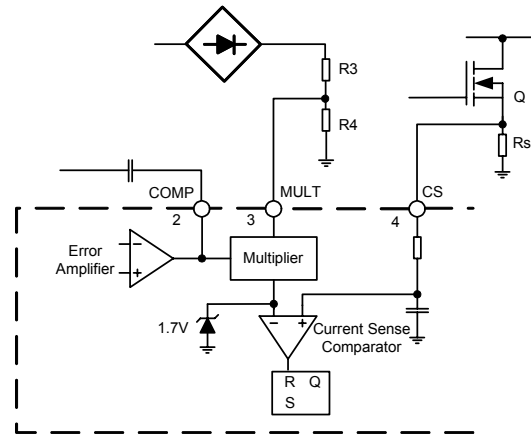 R3
R4
Q
Rs
COMP
MULT
CS
2
3
4
Error
Amplifier
−
+
Multiplier
1.7V
−
+
Current Sense
Comparator
R Q
S